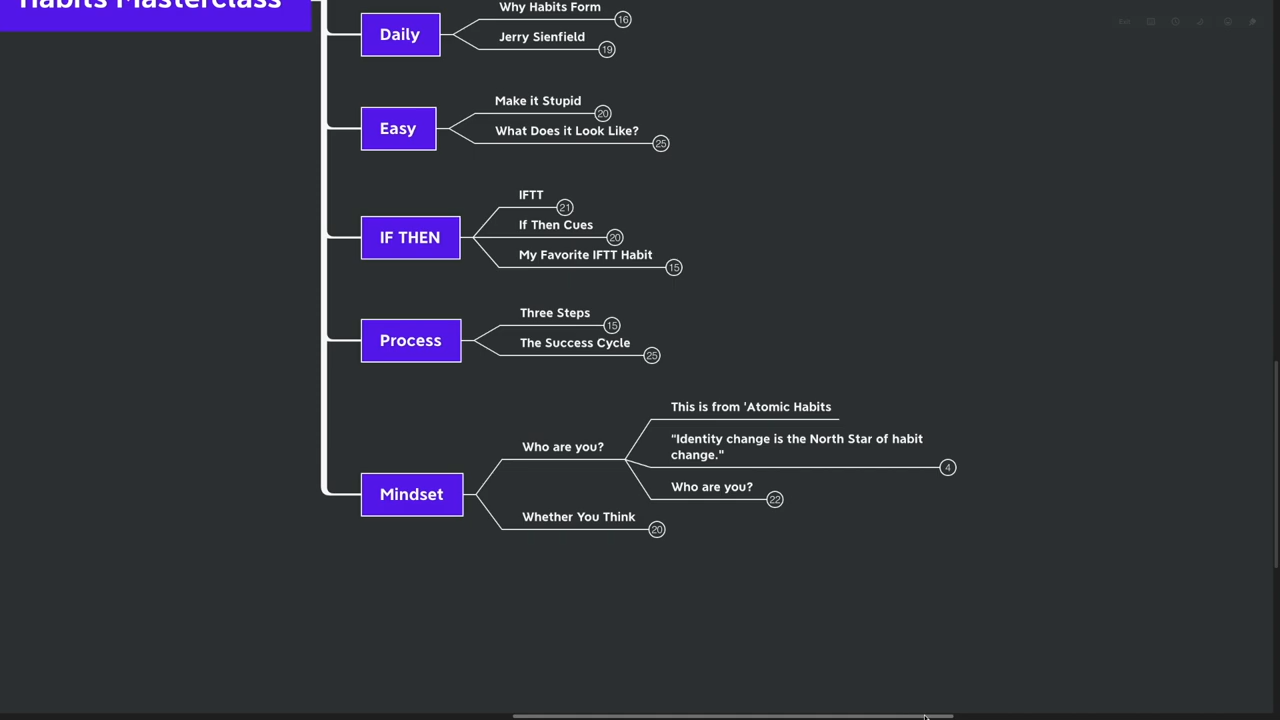 Habits Masterclass
Daily
Why Habits Form
16
Jerry Sienfield
19
Easy
Make it Stupid
20
What Does it Look Like?
25
IF THEN
IFTT
21
If Then Cues
20
My Favorite IFTT Habit
15
Process
Three Steps
15
The Success Cycle
25
Mindset
Who are you?
This is from 'Atomic Habits
"Identity change is the North Star of habit
change."
4
Who are you?
22
Whether You Think
20